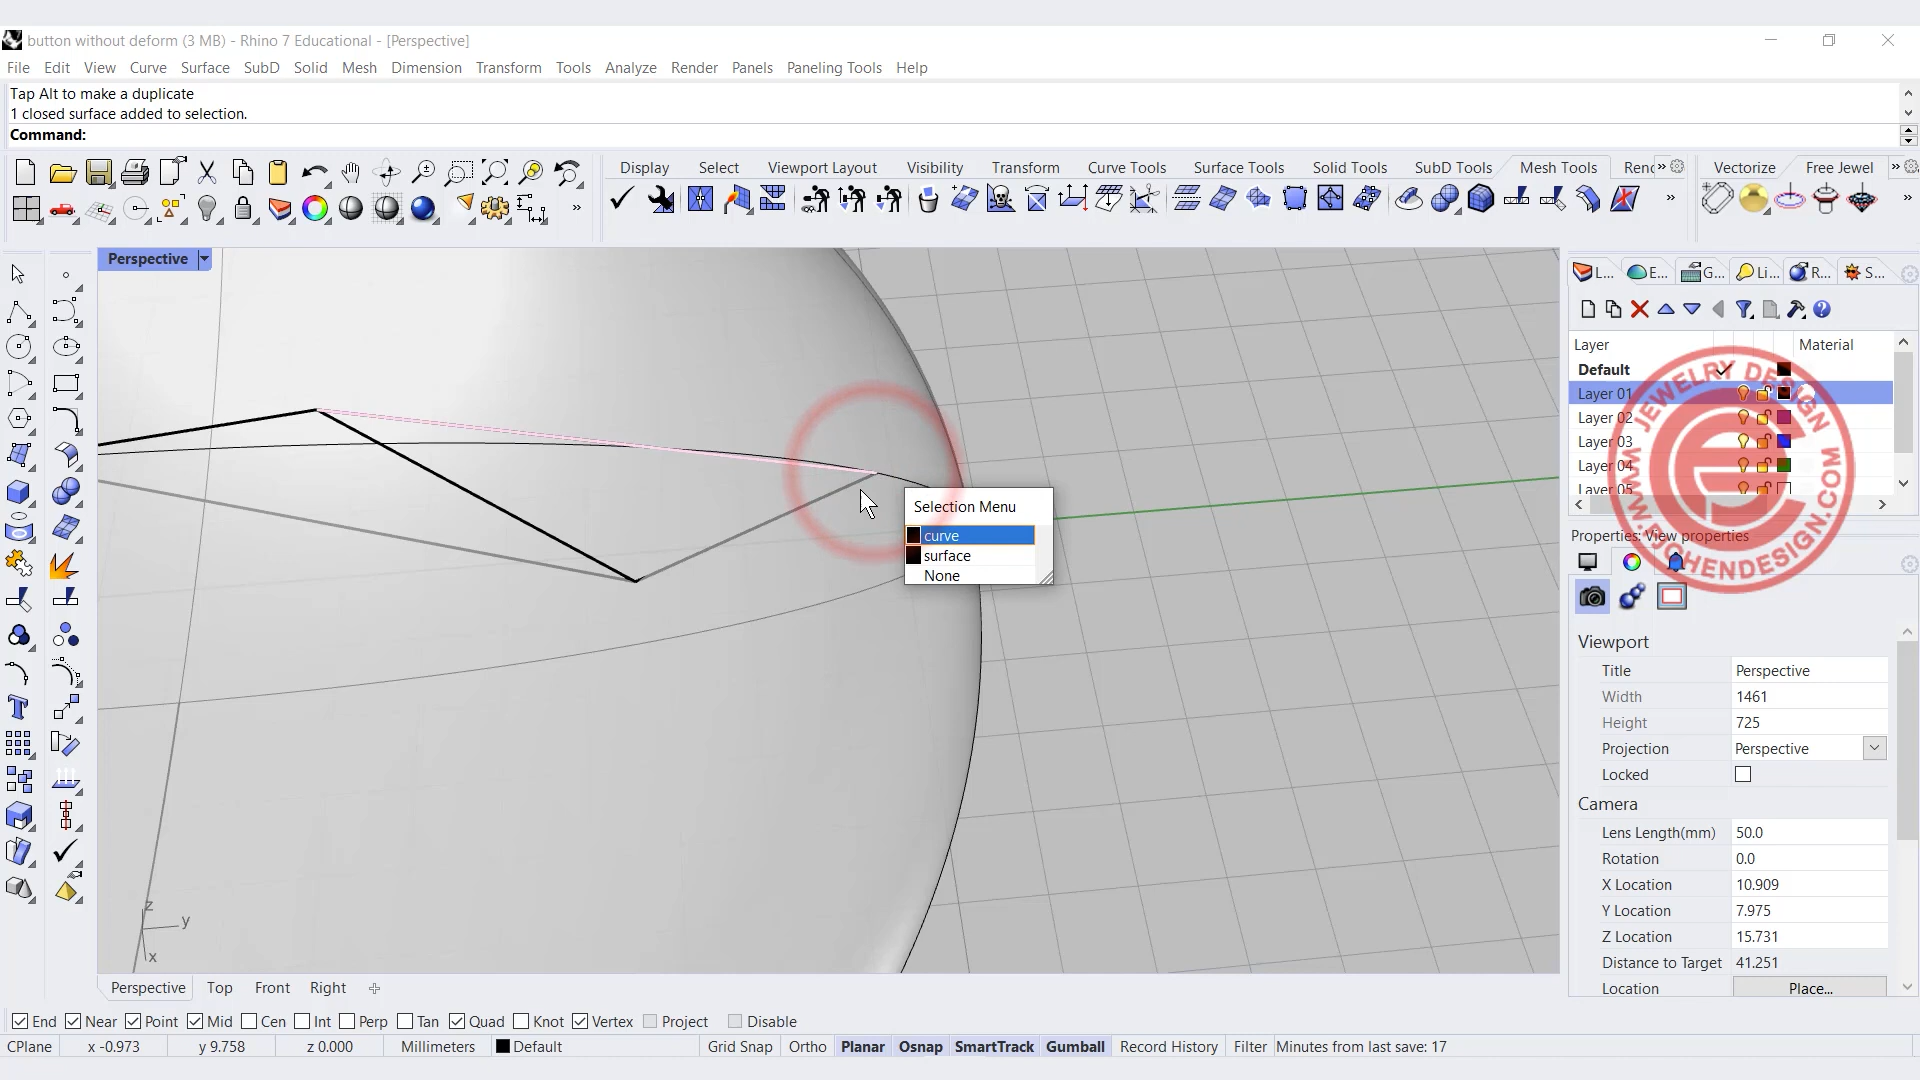 button without deform (3 MB) - Rhino 7 Educational - [Perspective]
File Edit View Curve Surface SubD Solid Mesh Dimension Transform Tools Analyze Render Panels Paneling Tools Help
Tap Alt to make a duplicate
1 closed surface added to selection.
Command:
Display Select Viewport Layout Visibility Transform Curve Tools Surface Tools Solid Tools SubD Tools Mesh Tools Renc » Vectorize Free Jewel »
Perspective
L... E... G... Li... R... S...
Layer Material
Default
Layer 01
Layer 02
Layer 03
Layer 04
Layer 05
JEWELRY DESIGN
WWW.PJCHENDESIGN.COM
Selection Menu
curve
surface
None
Properties: View properties
Viewport
Title Perspective
Width 1461
Height 725
Projection Perspective
Locked
Camera
Lens Length(mm) 50.0
Rotation 0.0
X Location 10.909
Y Location 7.975
Z Location 15.731
Distance to Target 41.251
Location Place...
z
y
x
Perspective Top Front Right
End Near Point Mid Cen Int Perp Tan Quad Knot Vertex Project Disable
CPlane x -0.973 y 9.758 z 0.000 Millimeters Default Grid Snap Ortho Planar Osnap SmartTrack Gumball Record History Filter Minutes from last save: 17